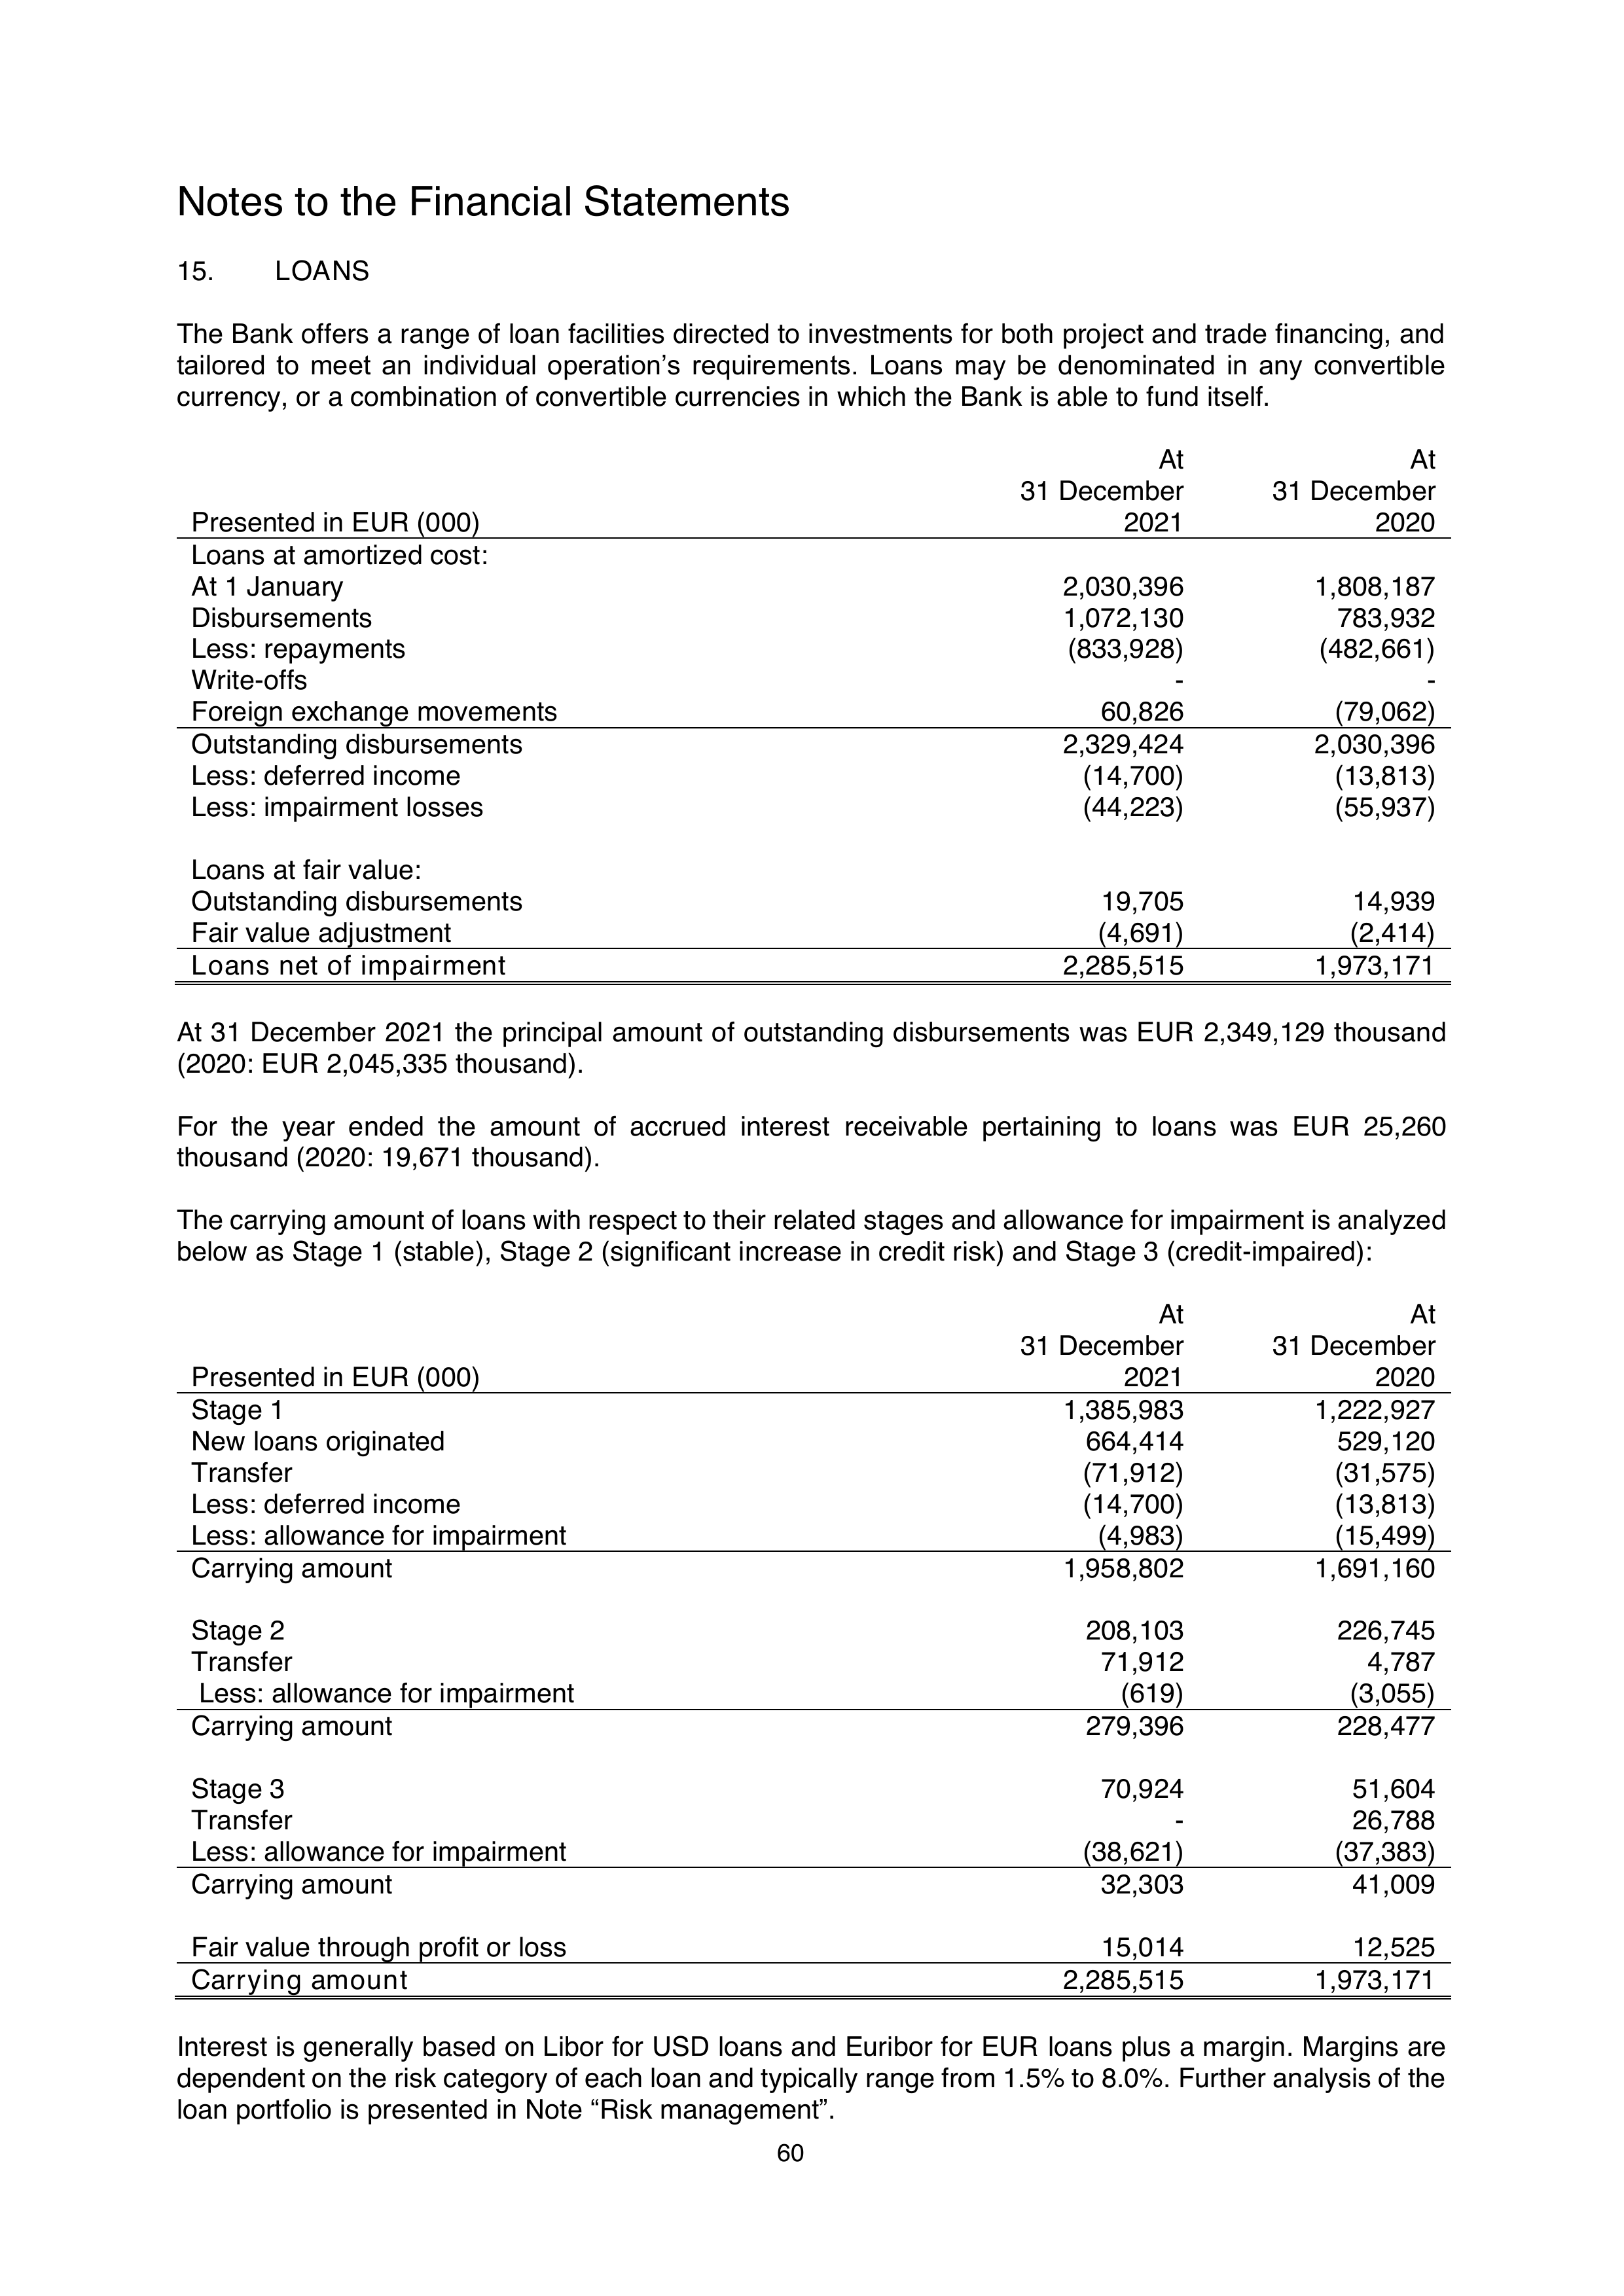 Notes to the Financial Statements
15. LOANS
The Bank offers a range of loan facilities directed to investments for both project and trade financing, and
tailored to meet an individual operation’s requirements. Loans may be denominated in any convertible
currency, or a combination of convertible currencies in which the Bank is able to fund itself.
At At
31 December 31 December
Presented in EUR (000) 2021 2020
Loans at amortized cost:
At 1 January 2,030,396 1,808,187
Disbursements 1,072,130 783,932
Less: repayments (833,928) (482,661)
Write-offs - -
Foreign exchange movements 60,826 (79,062)
Outstanding disbursements 2,329,424 2,030,396
Less: deferred income (14,700) (13,813)
Less: impairment losses (44,223) (55,937)
Loans at fair value:
Outstanding disbursements 19,705 14,939
Fair value adjustment (4,691) (2,414)
Loans net of impairment 2,285,515 1,973,171
At 31 December 2021 the principal amount of outstanding disbursements was EUR 2,349,129 thousand
(2020: EUR 2,045,335 thousand).
For the year ended the amount of accrued interest receivable pertaining to loans was EUR 25,260
thousand (2020: 19,671 thousand).
The carrying amount of loans with respect to their related stages and allowance for impairment is analyzed
below as Stage 1 (stable), Stage 2 (significant increase in credit risk) and Stage 3 (credit-impaired):
At At
31 December 31 December
Presented in EUR (000) 2021 2020
Stage 1 1,385,983 1,222,927
New loans originated 664,414 529,120
Transfer (71,912) (31,575)
Less: deferred income (14,700) (13,813)
Less: allowance for impairment (4,983) (15,499)
Carrying amount 1,958,802 1,691,160
Stage 2 208,103 226,745
Transfer 71,912 4,787
Less: allowance for impairment (619) (3,055)
Carrying amount 279,396 228,477
Stage 3 70,924 51,604
Transfer - 26,788
Less: allowance for impairment (38,621) (37,383)
Carrying amount 32,303 41,009
Fair value through profit or loss 15,014 12,525
Carrying amount 2,285,515 1,973,171
Interest is generally based on Libor for USD loans and Euribor for EUR loans plus a margin. Margins are
dependent on the risk category of each loan and typically range from 1.5% to 8.0%. Further analysis of the
loan portfolio is presented in Note “Risk management”.
60